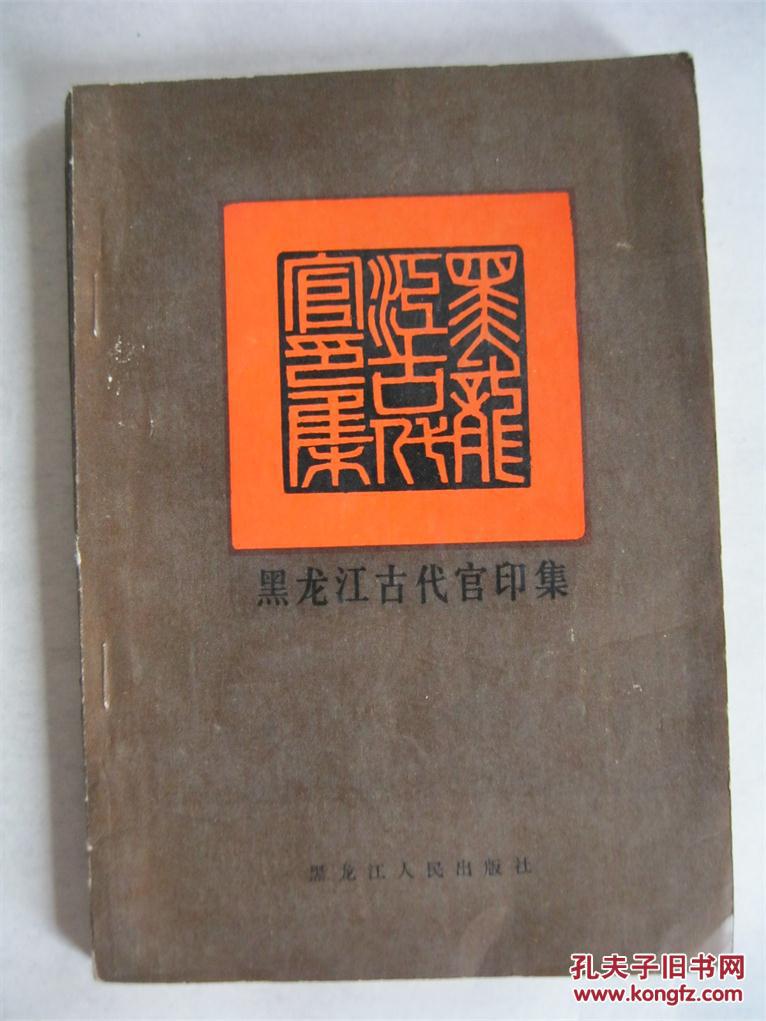 黑龍
江古代
官印集
黑龙江古代官印集
黑龙江人民出版社
孔夫子旧书网
www.kongfz.com